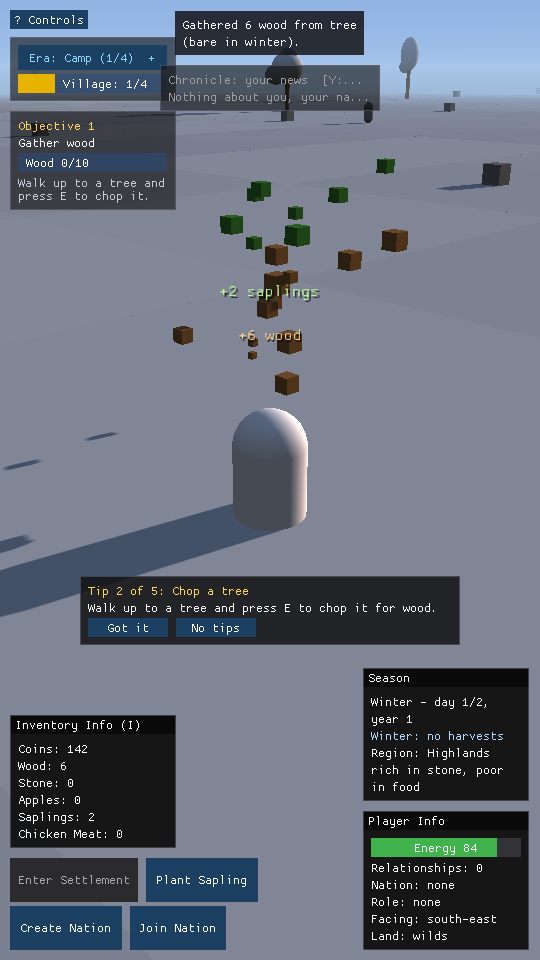 ? Controls
Gathered 6 wood from tree
(bare in winter).
Era: Camp (1/4) +
Village: 1/4
Chronicle: your news [Y:...
Nothing about you, your na...
Objective 1
Gather wood
Wood 0/10
Walk up to a tree and
press E to chop it.
+2 saplings
+6 wood
Tip 2 of 5: Chop a tree
Walk up to a tree and press E to chop it for wood.
Got it
No tips
Season
Winter - day 1/2,
year 1
Winter: no harvests
Region: Highlands
rich in stone, poor
in food
Inventory Info (I)
Coins: 142
Wood: 6
Stone: 0
Apples: 0
Saplings: 2
Chicken Meat: 0
Player Info
Energy 84
Relationships: 0
Nation: none
Role: none
Facing: south-east
Land: wilds
Enter Settlement
Plant Sapling
Create Nation
Join Nation